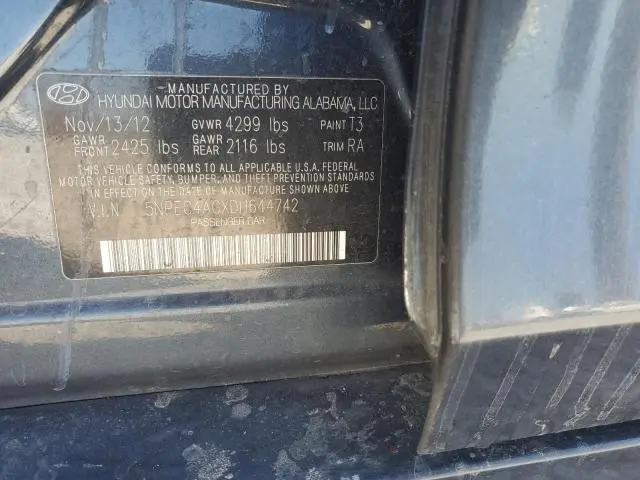 MANUFACTURED BY
HYUNDAI MOTOR MANUFACTURING ALABAMA, LLC
Nov/13/12 GVWR 4299 lbs PAINT T3
GAWR FRONT 2425 lbs GAWR REAR 2116 lbs TRIM RA
THIS VEHICLE CONFORMS TO ALL APPLICABLE U.S.A. FEDERAL
MOTOR VEHICLE SAFETY, BUMPER, AND THEFT PREVENTION STANDARDS
IN EFFECT ON THE DATE OF MANUFACTURE SHOWN ABOVE.
V.I.N 5NPEC4ACXDH644742
PASSENGER CAR